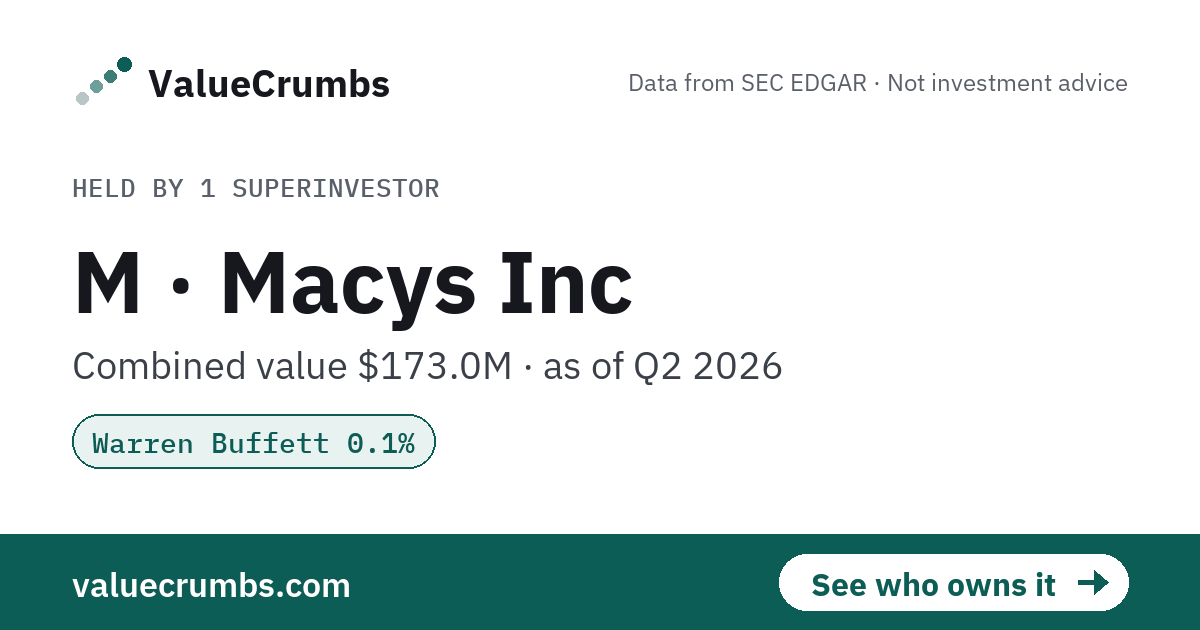 ValueCrumbs
Data from SEC EDGAR · Not investment advice
HELD BY 1 SUPERINVESTOR
M · Macys Inc
Combined value $173.0M · as of Q2 2026
Warren Buffett 0.1%
valuecrumbs.com
See who owns it →